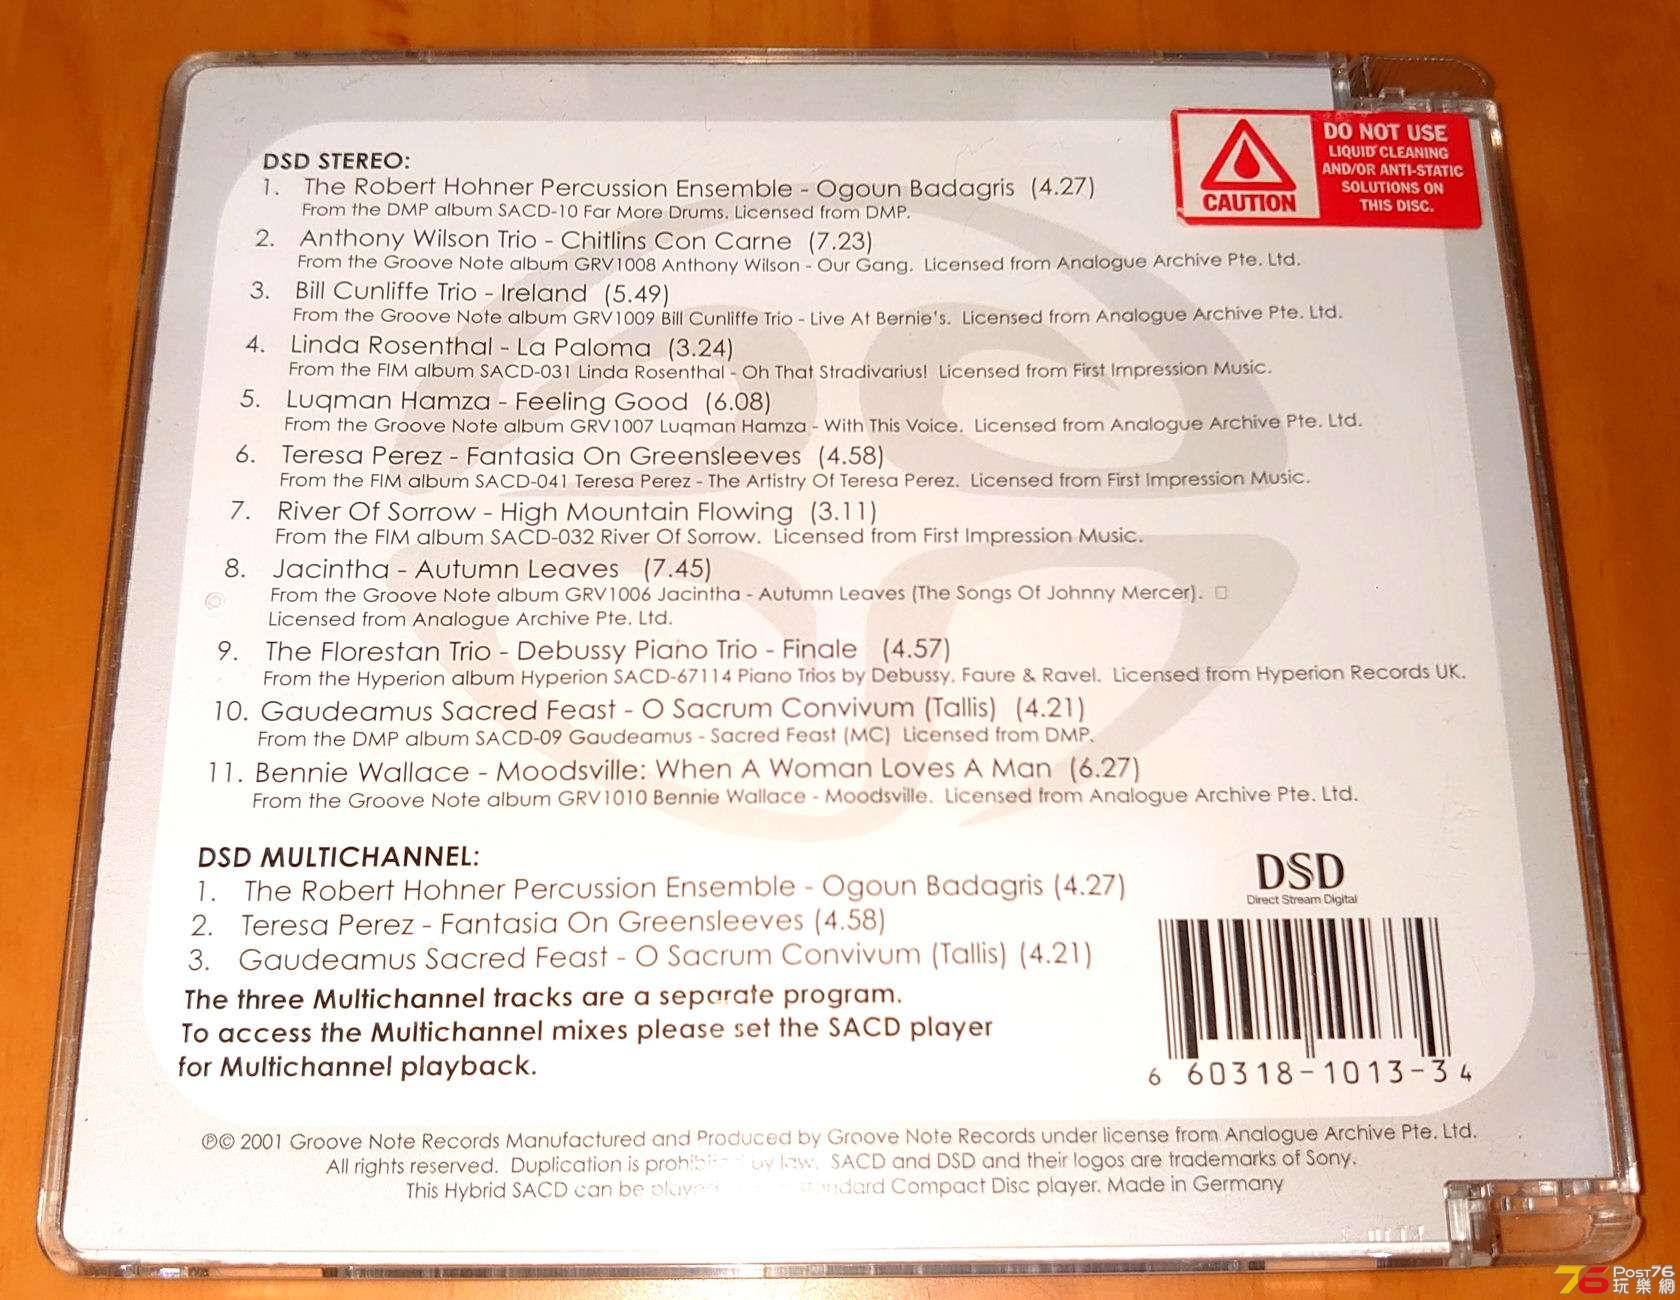 DSD STEREO:
1. The Robert Hohner Percussion Ensemble - Ogoun Badagris (4.27)
From the DMP album SACD-10 Far More Drums. Licensed from DMP.
2. Anthony Wilson Trio - Chitlins Con Carne (7.23)
From the Groove Note album GRV1008 Anthony Wilson - Our Gang. Licensed from Analogue Archive Pte. Ltd.
3. Bill Cunliffe Trio - Ireland (5.49)
From the Groove Note album GRV1009 Bill Cunliffe Trio - Live At Bernie's. Licensed from Analogue Archive Pte. Ltd.
4. Linda Rosenthal - La Paloma (3.24)
From the FIM album SACD-031 Linda Rosenthal - Oh That Stradivarius! Licensed from First Impression Music.
5. Luqman Hamza - Feeling Good (6.08)
From the Groove Note album GRV1007 Luqman Hamza - With This Voice. Licensed from Analogue Archive Pte. Ltd.
6. Teresa Perez - Fantasia On Greensleeves (4.58)
From the FIM album SACD-041 Teresa Perez - The Artistry Of Teresa Perez. Licensed from First Impression Music.
7. River Of Sorrow - High Mountain Flowing (3.11)
From the FIM album SACD-032 River Of Sorrow. Licensed from First Impression Music.
8. Jacintha - Autumn Leaves (7.45)
From the Groove Note album GRV1006 Jacintha - Autumn Leaves (The Songs Of Johnny Mercer). □
Licensed from Analogue Archive Pte. Ltd.
9. The Florestan Trio - Debussy Piano Trio - Finale (4.57)
From the Hyperion album Hyperion SACD-67114 Piano Trios by Debussy, Faure & Ravel. Licensed from Hyperion Records UK.
10. Gaudeamus Sacred Feast - O Sacrum Convivum (Tallis) (4.21)
From the DMP album SACD-09 Gaudeamus - Sacred Feast (MC) Licensed from DMP.
11. Bennie Wallace - Moodsville: When A Woman Loves A Man (6.27)
From the Groove Note album GRV1010 Bennie Wallace - Moodsville. Licensed from Analogue Archive Pte. Ltd.
CAUTION
DO NOT USE
LIQUID CLEANING
AND/OR ANTI-STATIC
SOLUTIONS ON
THIS DISC.
DSD MULTICHANNEL:
1. The Robert Hohner Percussion Ensemble - Ogoun Badagris (4.27)
2. Teresa Perez - Fantasia On Greensleeves (4.58)
3. Gaudeamus Sacred Feast - O Sacrum Convivum (Tallis) (4.21)
The three Multichannel tracks are a separate program.
To access the Multichannel mixes please set the SACD player
for Multichannel playback.
DSD
Direct Stream Digital
6 60318-1013-3 4
℗© 2001 Groove Note Records Manufactured and Produced by Groove Note Records under license from Analogue Archive Pte. Ltd.
All rights reserved. Duplication is prohibited by law. SACD and DSD and their logos are trademarks of Sony.
This Hybrid SACD can be played standard Compact Disc player. Made in Germany
76 POST76
玩樂網